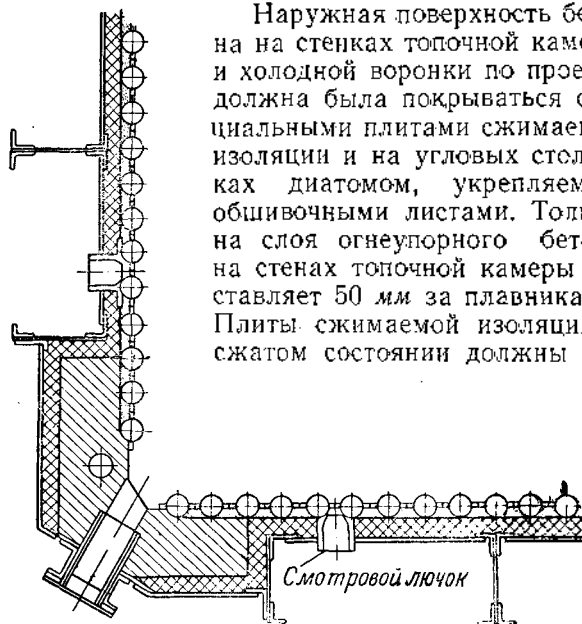 Наружная поверхность бе
на на стенках топочной каме
и холодной воронки по прое
должна была покрываться с
циальными плитами сжимаем
изоляции и на угловых стол
ках диатомом, укрепляем
обшивочными листами. Толщ
на слоя огнеупорного бет
на стенах топочной камеры
ставляет 50 мм за плавника
Плиты сжимаемой изоляци
сжатом состоянии должны
Смотровой лючок